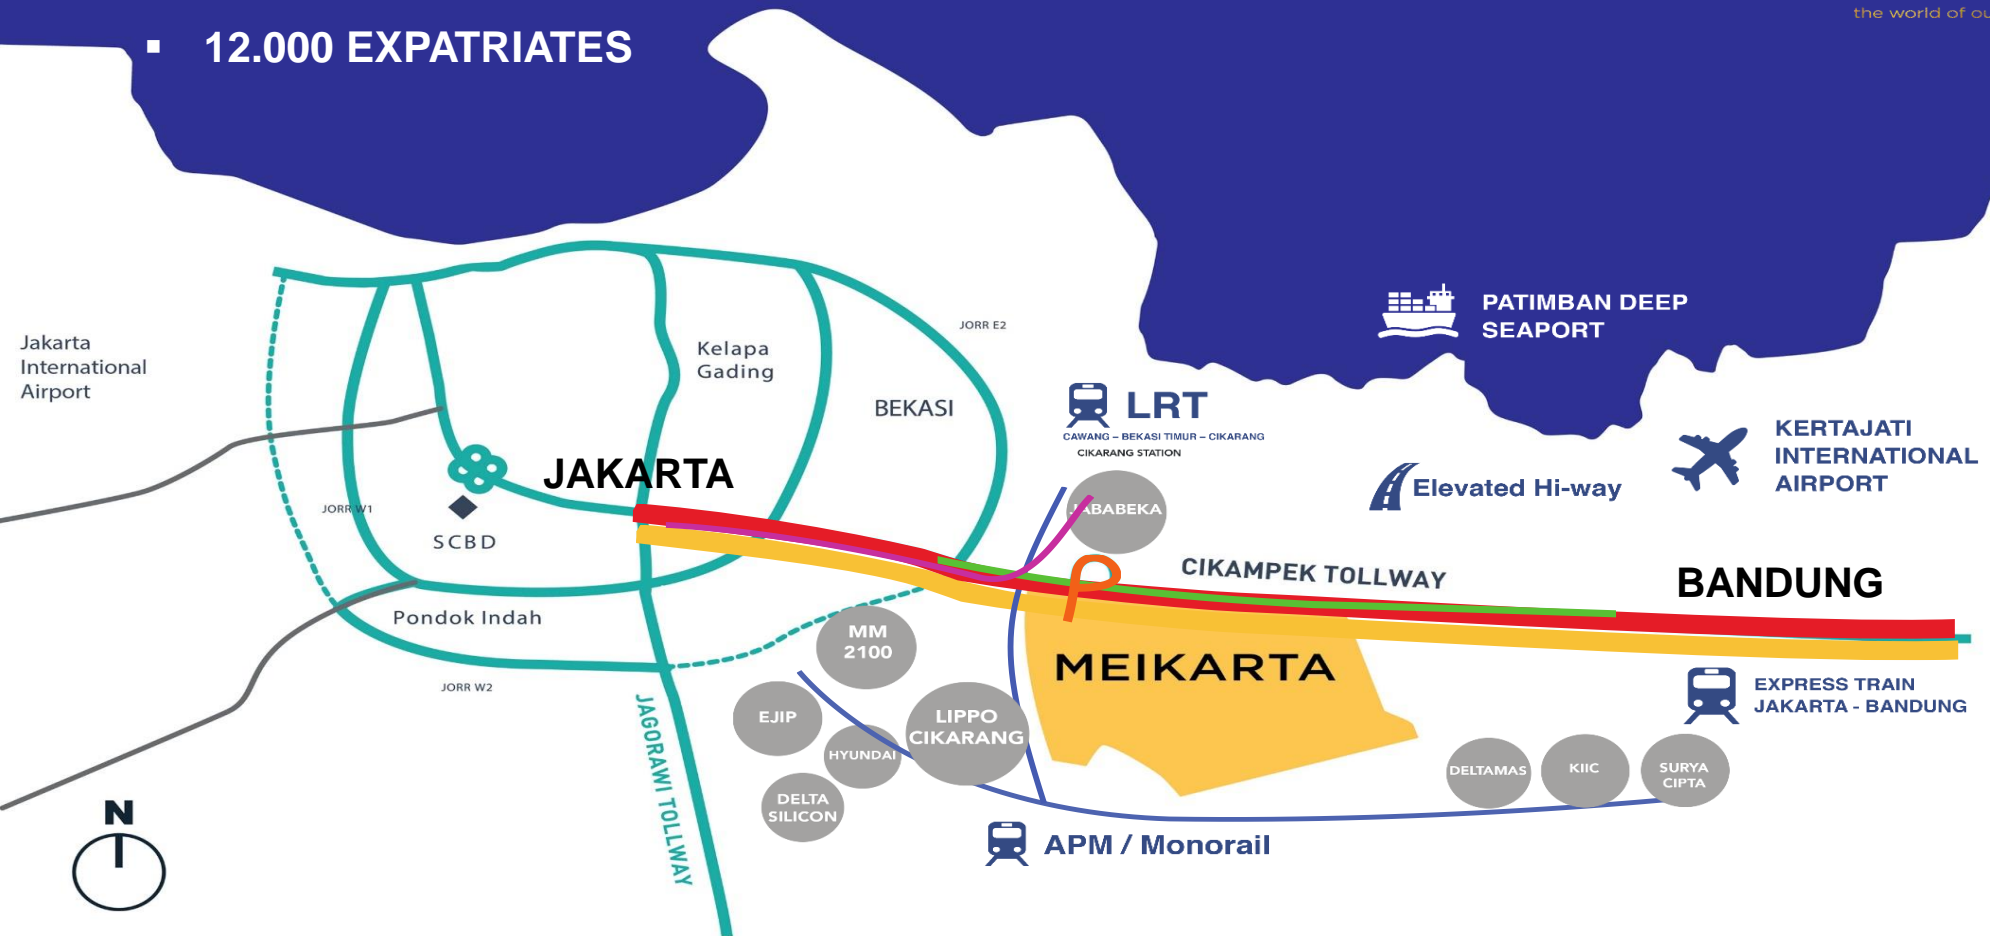 the world of ou
▪ 12.000 EXPATRIATES
PATIMBAN DEEP
SEAPORT
JORR E2
Jakarta
International
Airport
Kelapa
Gading
BEKASI
LRT
CAWANG – BEKASI TIMUR – CIKARANG
CIKARANG STATION
KERTAJATI
INTERNATIONAL
AIRPORT
Elevated Hi-way
JAKARTA
JORR W1
JABABEKA
SCBD
CIKAMPEK TOLLWAY
BANDUNG
Pondok Indah
MM
2100
MEIKARTA
JORR W2
EXPRESS TRAIN
JAKARTA - BANDUNG
JAGORAWI TOLLWAY
EJIP
LIPPO
CIKARANG
HYUNDAI
DELTAMAS
KIIC
SURYA
CIPTA
DELTA
SILICON
N
APM / Monorail